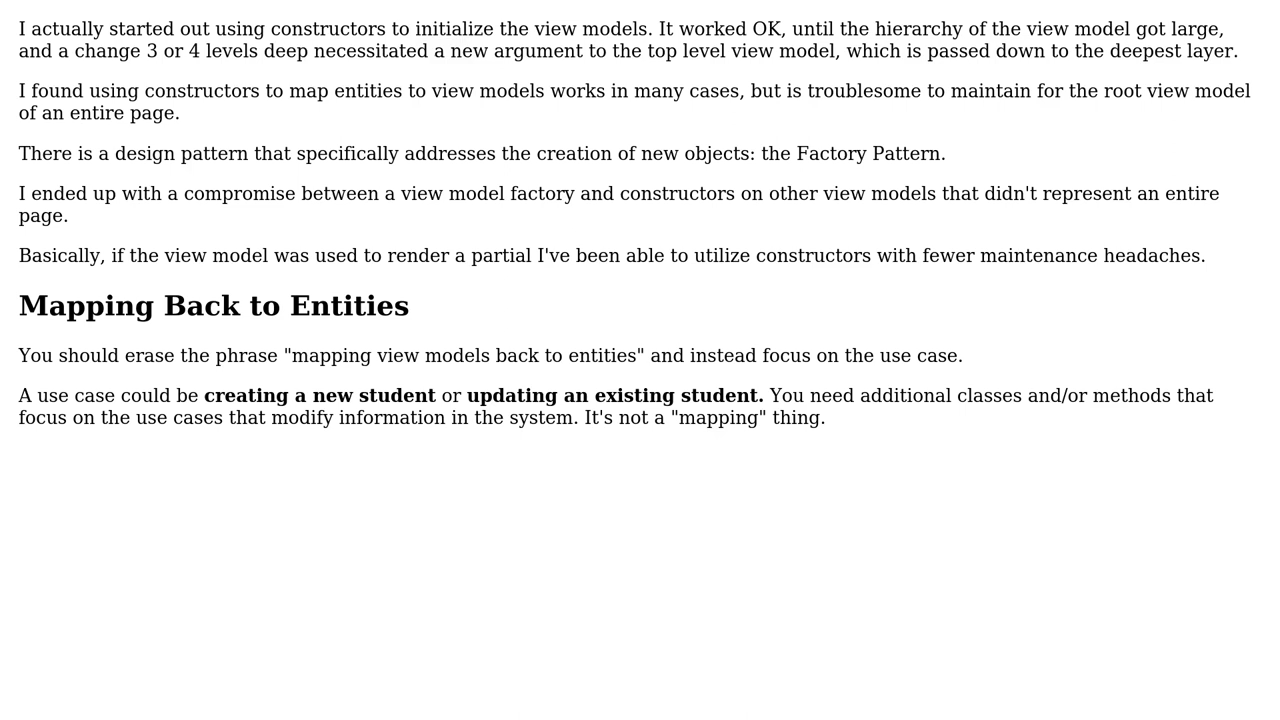 I actually started out using constructors to initialize the view models. It worked OK, until the hierarchy of the view model got large,
and a change 3 or 4 levels deep necessitated a new argument to the top level view model, which is passed down to the deepest layer.
I found using constructors to map entities to view models works in many cases, but is troublesome to maintain for the root view model
of an entire page.
There is a design pattern that specifically addresses the creation of new objects: the Factory Pattern.
I ended up with a compromise between a view model factory and constructors on other view models that didn't represent an entire
page.
Basically, if the view model was used to render a partial I've been able to utilize constructors with fewer maintenance headaches.
Mapping Back to Entities
You should erase the phrase "mapping view models back to entities" and instead focus on the use case.
A use case could be creating a new student or updating an existing student. You need additional classes and/or methods that
focus on the use cases that modify information in the system. It's not a "mapping" thing.